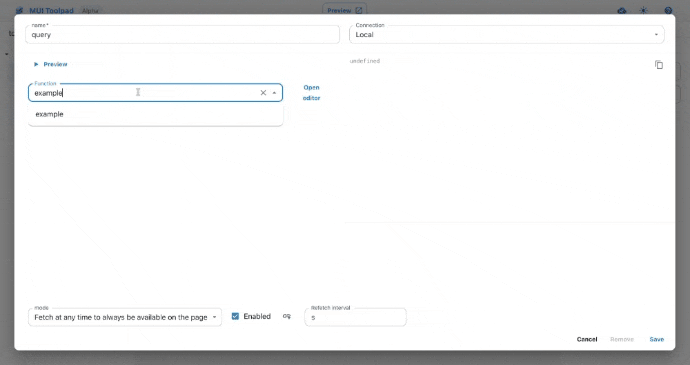 MUI Toolpad Alpha Preview
name*
query
Connection
Local
Preview
undefined
Function
example
Open
editor
example
mode
Fetch at any time to always be available on the page
Enabled
Refetch interval
s
Cancel Remove Save